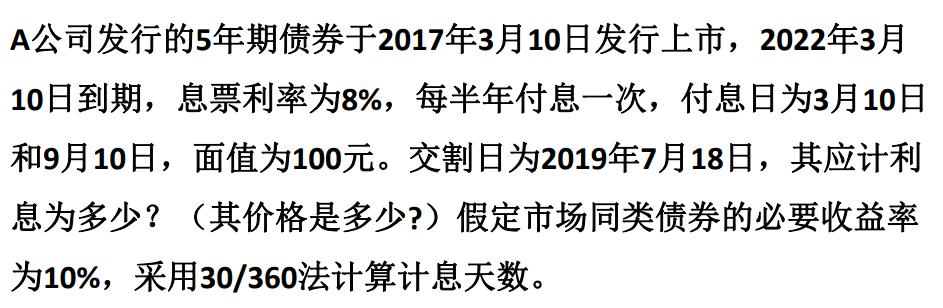 A公司发行的5年期债券于2017年3月10日发行上市，2022年3月
10日到期，息票利率为8%，每半年付息一次，付息日为3月10日
和9月10日，面值为100元。交割日为2019年7月18日，其应计利
息为多少？（其价格是多少?）假定市场同类债券的必要收益率
为10%，采用30/360法计算计息天数。